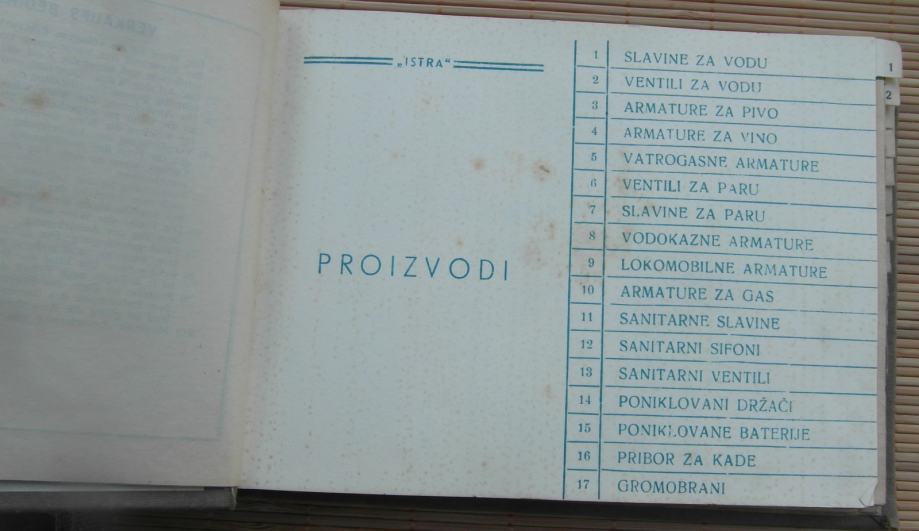 VERKAUFS
„ISTRA“
PROIZVODI
1 SLAVINE ZA VODU
2 VENTILI ZA VODU
3 ARMATURE ZA PIVO
4 ARMATURE ZA VINO
5 VATROGASNE ARMATURE
6 VENTILI ZA PARU
7 SLAVINE ZA PARU
8 VODOKAZNE ARMATURE
9 LOKOMOBILNE ARMATURE
10 ARMATURE ZA GAS
11 SANITARNE SLAVINE
12 SANITARNI SIFONI
13 SANITARNI VENTILI
14 PONIKLOVANI DRŽAČI
15 PONIKLOVANE BATERIJE
16 PRIBOR ZA KADE
17 GROMOBRANI
1
2